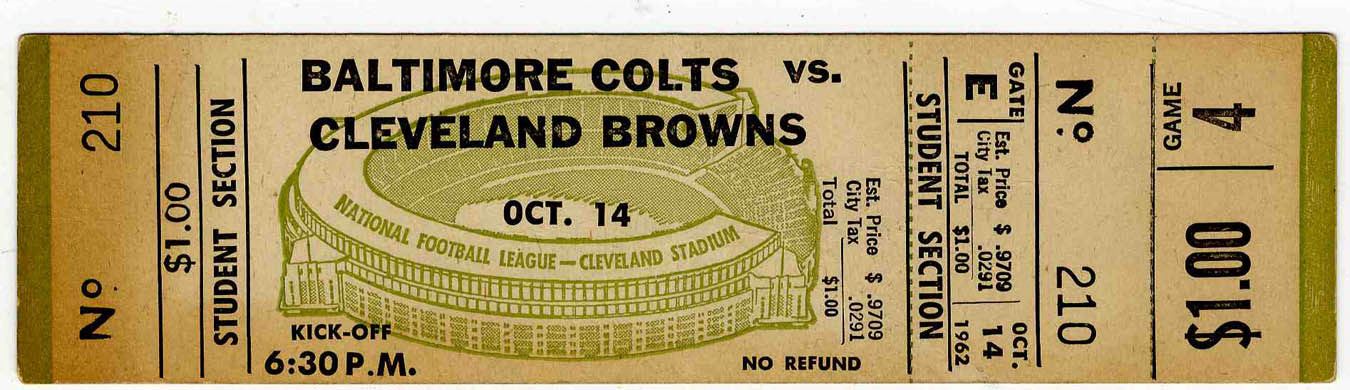 Nº 210
$1.00
STUDENT SECTION
BALTIMORE COLTS VS.
CLEVELAND BROWNS
OCT. 14
NATIONAL FOOTBALL LEAGUE — CLEVELAND STADIUM
KICK-OFF
6:30 P.M.
Est. Price $ .9709
City Tax .0291
Total $1.00
NO REFUND
STUDENT SECTION
GATE
E
Est. Price $ .9709
City Tax .0291
TOTAL $1.00
OCT.
14
1962
Nº 210
GAME
4
$1.00